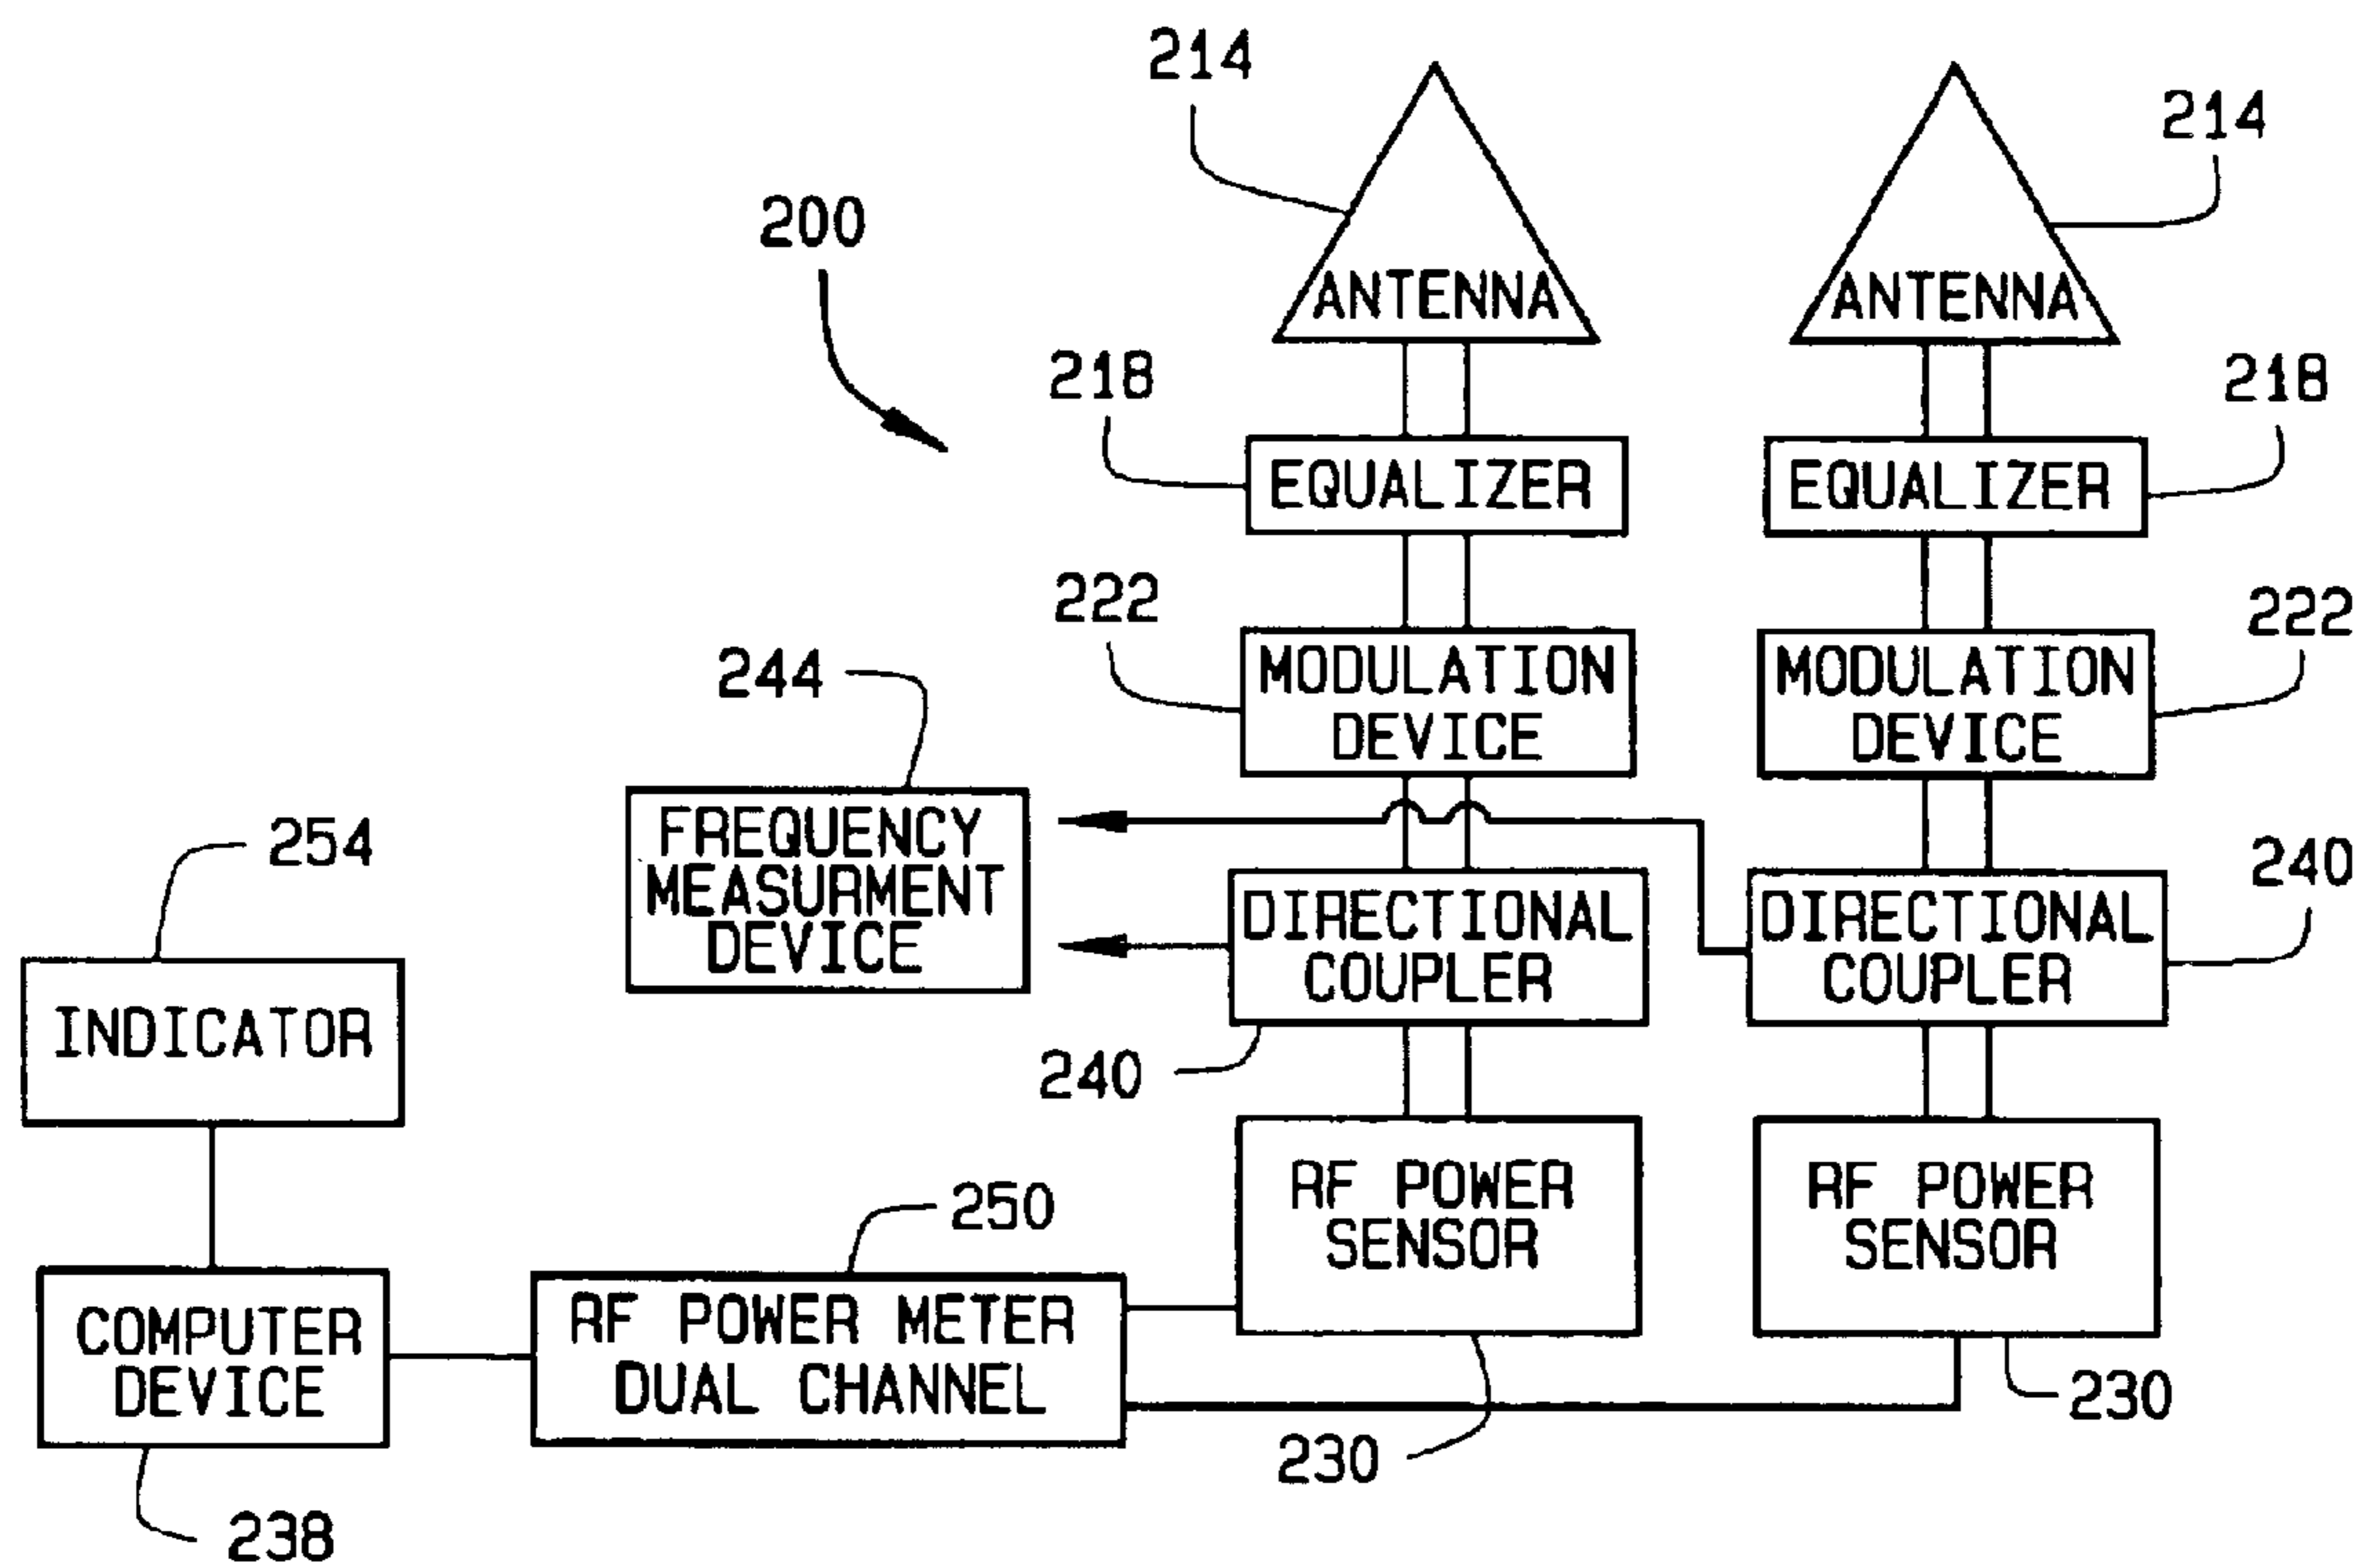 214
214
200
ANTENNA
ANTENNA
218
218
EQUALIZER
EQUALIZER
222
222
244
MODULATION
DEVICE
MODULATION
DEVICE
254
FREQUENCY
MEASURMENT
DEVICE
240
DIRECTIONAL
COUPLER
DIRECTIONAL
COUPLER
INDICATOR
240
250
RF POWER
SENSOR
RF POWER
SENSOR
COMPUTER
DEVICE
RF POWER METER
DUAL CHANNEL
230
230
238